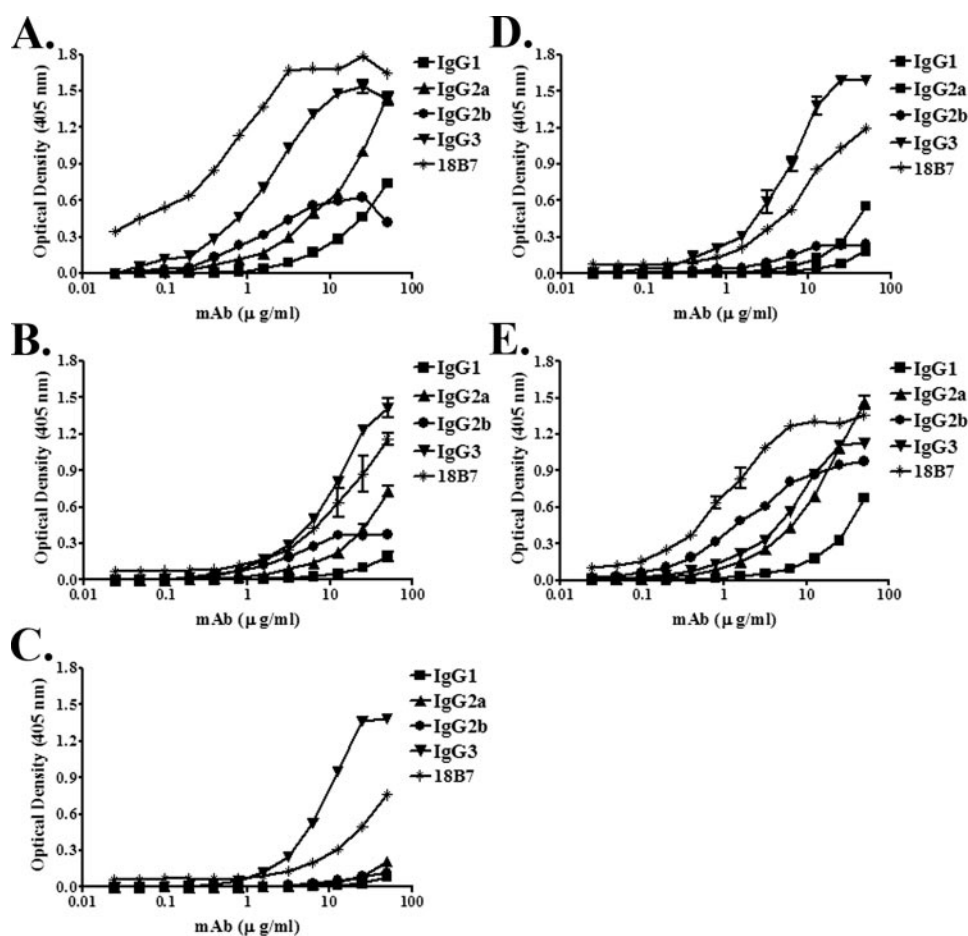 A.
Optical Density (405 nm)
1.8
1.5
1.2
0.9
0.6
0.3
0.0
0.01 0.1 1 10 100
mAb (μ g/ml)
IgG1
IgG2a
IgG2b
IgG3
18B7
D.
Optical Density (405 nm)
1.8
1.5
1.2
0.9
0.6
0.3
0.0
0.01 0.1 1 10 100
mAb (μ g/ml)
IgG1
IgG2a
IgG2b
IgG3
18B7
B.
Optical Density (405 nm)
1.8
1.5
1.2
0.9
0.6
0.3
0.0
0.01 0.1 1 10 100
mAb (μ g/ml)
IgG1
IgG2a
IgG2b
IgG3
18B7
E.
Optical Density (405 nm)
1.8
1.5
1.2
0.9
0.6
0.3
0.0
0.01 0.1 1 10 100
mAb (μ g/ml)
IgG1
IgG2a
IgG2b
IgG3
18B7
C.
Optical Density (405 nm)
1.8
1.5
1.2
0.9
0.6
0.3
0.0
0.01 0.1 1 10 100
mAb (μ g/ml)
IgG1
IgG2a
IgG2b
IgG3
18B7